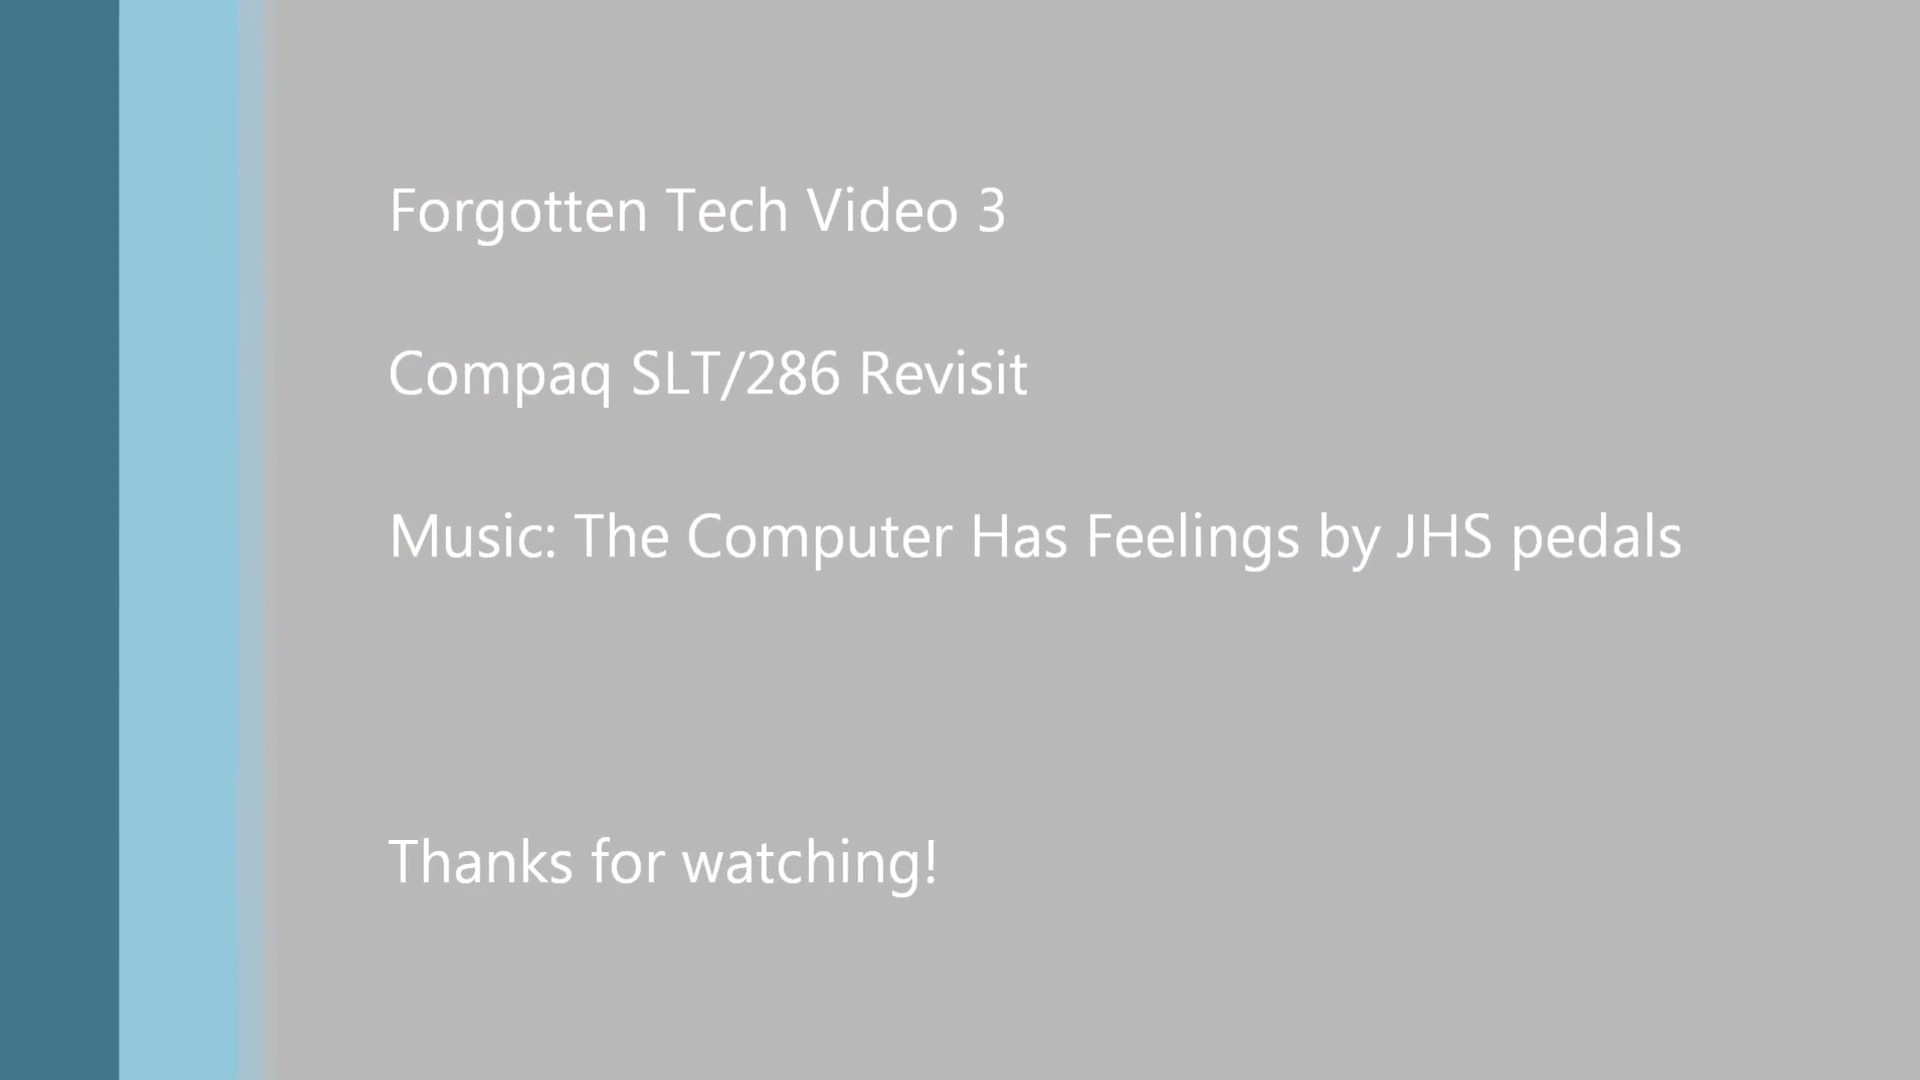 Forgotten Tech Video 3
Compaq SLT/286 Revisit
Music: The Computer Has Feelings by JHS pedals
Thanks for watching!